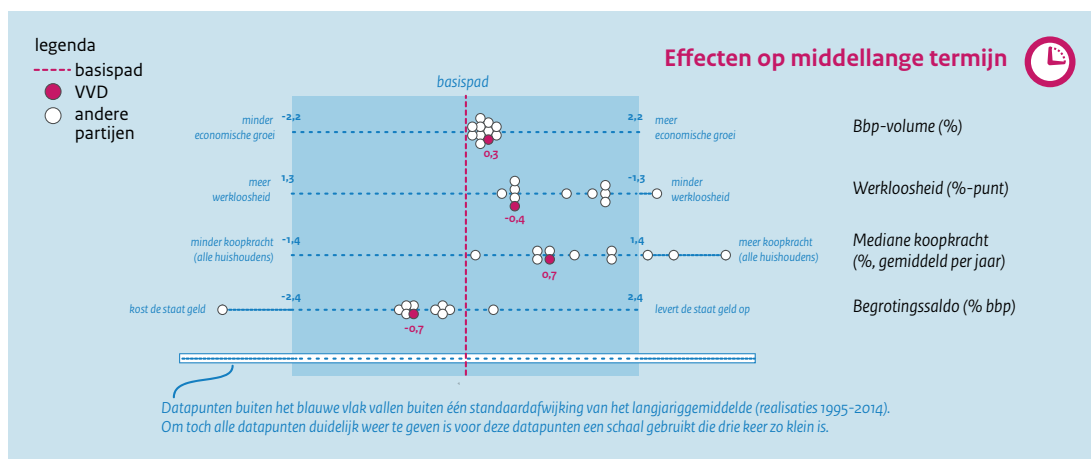 legenda
basispad
VVD
andere
partijen
Effecten op middellange termijn
basispad
minder
economische groei
-2,2
2,2
meer
economische groei
Bbp-volume (%)
0,3
meer
werkloosheid
1,3
-1,3
minder
werkloosheid
Werkloosheid (%-punt)
-0,4
minder koopkracht
(alle huishoudens)
-1,4
1,4
meer koopkracht
(alle huishoudens)
Mediane koopkracht
(%, gemiddeld per jaar)
0,7
kost de staat geld
-2,4
2,4
levert de staat geld op
Begrotingssaldo (% bbp)
-0,7
Datapunten buiten het blauwe vlak vallen buiten één standaardafwijking van het langjariggemiddelde (realisaties 1995-2014).
Om toch alle datapunten duidelijk weer te geven is voor deze datapunten een schaal gebruikt die drie keer zo klein is.